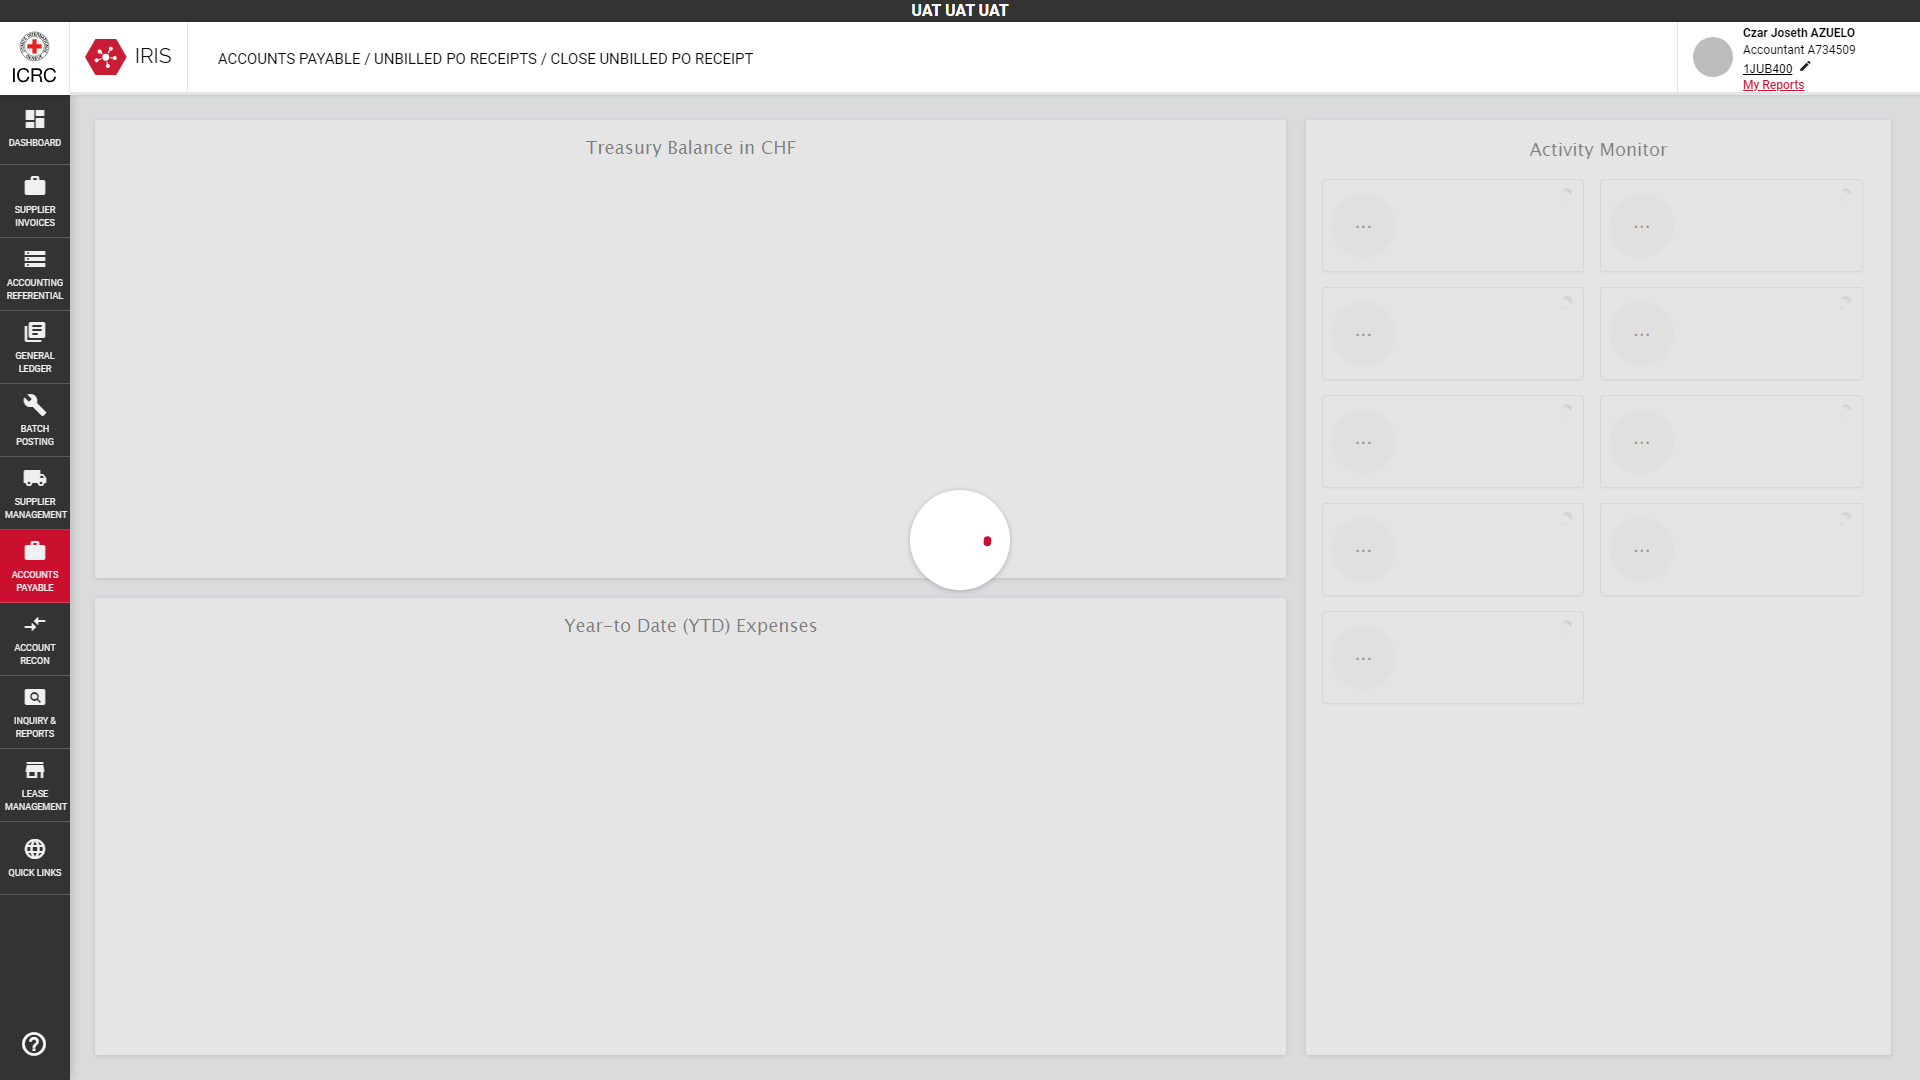 UAT UAT UAT
ICRC
IRIS
ACCOUNTS PAYABLE / UNBILLED PO RECEIPTS / CLOSE UNBILLED PO RECEIPT
Czar Joseth AZUELO
Accountant A734509
1JUB400
My Reports
DASHBOARD
SUPPLIER
INVOICES
ACCOUNTING
REFERENTIAL
GENERAL
LEDGER
BATCH
POSTING
SUPPLIER
MANAGEMENT
ACCOUNTS
PAYABLE
ACCOUNT
RECON
INQUIRY &
REPORTS
LEASE
MANAGEMENT
QUICK LINKS
Treasury Balance in CHF
Year-to Date (YTD) Expenses
Activity Monitor
... ...
... ...
... ...
... ...
...